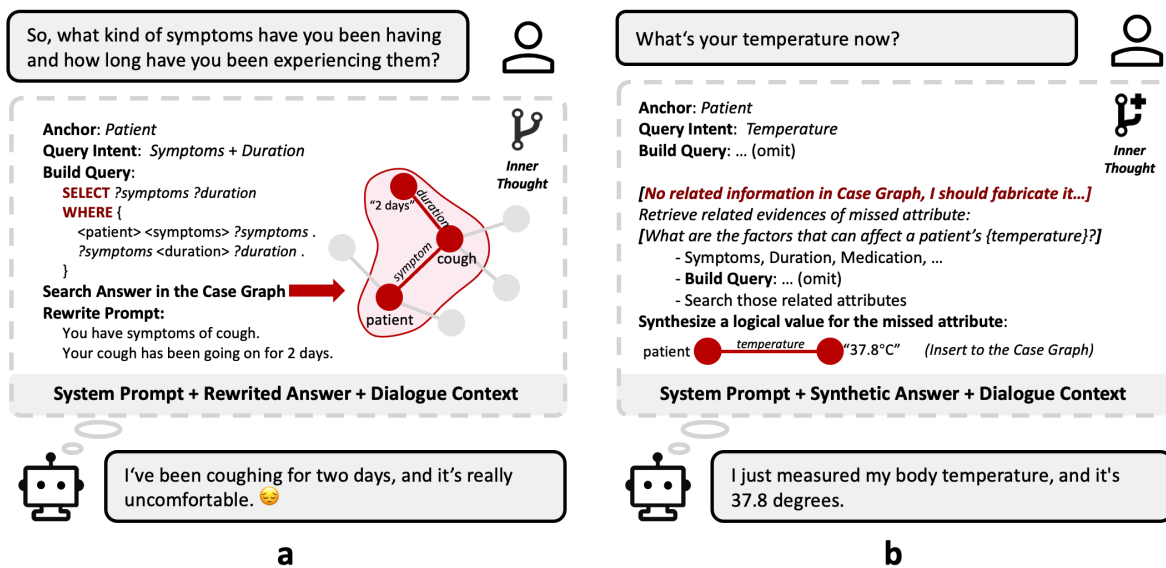 So, what kind of symptoms have you been having
and how long have you been experiencing them?
Anchor: Patient
Query Intent: Symptoms + Duration
Build Query:
SELECT ?symptoms ?duration
WHERE {
<patient> <symptoms> ?symptoms .
?symptoms <duration> ?duration .
}
Search Answer in the Case Graph
Rewrite Prompt:
You have symptoms of cough.
Your cough has been going on for 2 days.
Inner
Thought
"2 days"
duration
cough
symptom
patient
System Prompt + Rewrited Answer + Dialogue Context
I've been coughing for two days, and it's really
uncomfortable. 😔
a
What's your temperature now?
Anchor: Patient
Query Intent: Temperature
Build Query: ... (omit)
Inner
Thought
[No related information in Case Graph, I should fabricate it...]
Retrieve related evidences of missed attribute:
[What are the factors that can affect a patient's {temperature}?]
- Symptoms, Duration, Medication, ...
- Build Query: ... (omit)
- Search those related attributes
Synthesize a logical value for the missed attribute:
patient temperature "37.8°C" (Insert to the Case Graph)
System Prompt + Synthetic Answer + Dialogue Context
I just measured my body temperature, and it's
37.8 degrees.
b